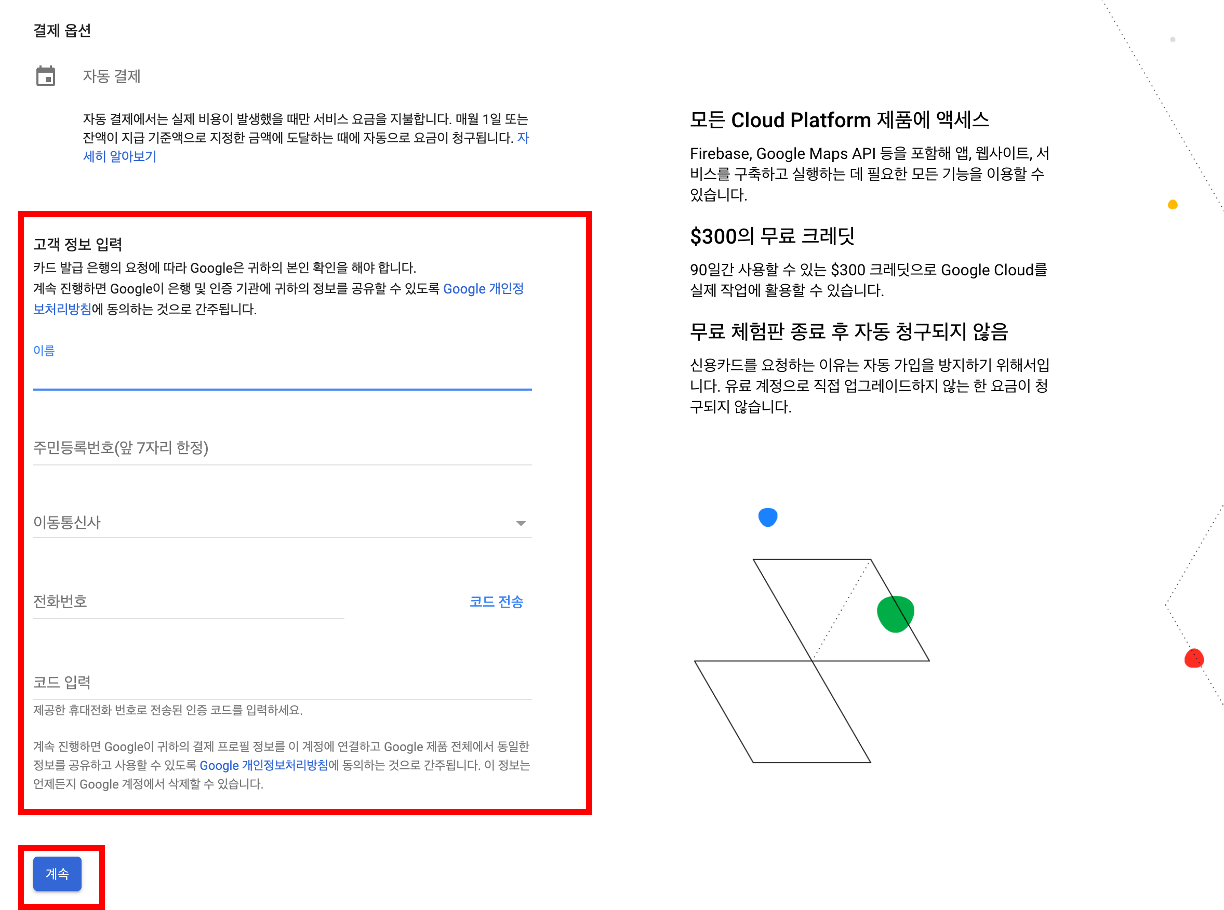 결제 옵션
자동 결제
자동 결제에서는 실제 비용이 발생했을 때만 서비스 요금을 지불합니다. 매월 1일 또는
잔액이 지급 기준액으로 지정한 금액에 도달하는 때에 자동으로 요금이 청구됩니다. 자
세히 알아보기
고객 정보 입력
카드 발급 은행의 요청에 따라 Google은 귀하의 본인 확인을 해야 합니다.
계속 진행하면 Google이 은행 및 인증 기관에 귀하의 정보를 공유할 수 있도록 Google 개인정
보처리방침에 동의하는 것으로 간주됩니다.
이름
주민등록번호(앞 7자리 한정)
이동통신사
전화번호
코드 전송
코드 입력
제공한 휴대전화 번호로 전송된 인증 코드를 입력하세요.
계속 진행하면 Google이 귀하의 결제 프로필 정보를 이 계정에 연결하고 Google 제품 전체에서 동일한
정보를 공유하고 사용할 수 있도록 Google 개인정보처리방침에 동의하는 것으로 간주됩니다. 이 정보는
언제든지 Google 계정에서 삭제할 수 있습니다.
계속
모든 Cloud Platform 제품에 액세스
Firebase, Google Maps API 등을 포함해 앱, 웹사이트, 서
비스를 구축하고 실행하는 데 필요한 모든 기능을 이용할 수
있습니다.
$300의 무료 크레딧
90일간 사용할 수 있는 $300 크레딧으로 Google Cloud를
실제 작업에 활용할 수 있습니다.
무료 체험판 종료 후 자동 청구되지 않음
신용카드를 요청하는 이유는 자동 가입을 방지하기 위해서입
니다. 유료 계정으로 직접 업그레이드하지 않는 한 요금이 청
구되지 않습니다.